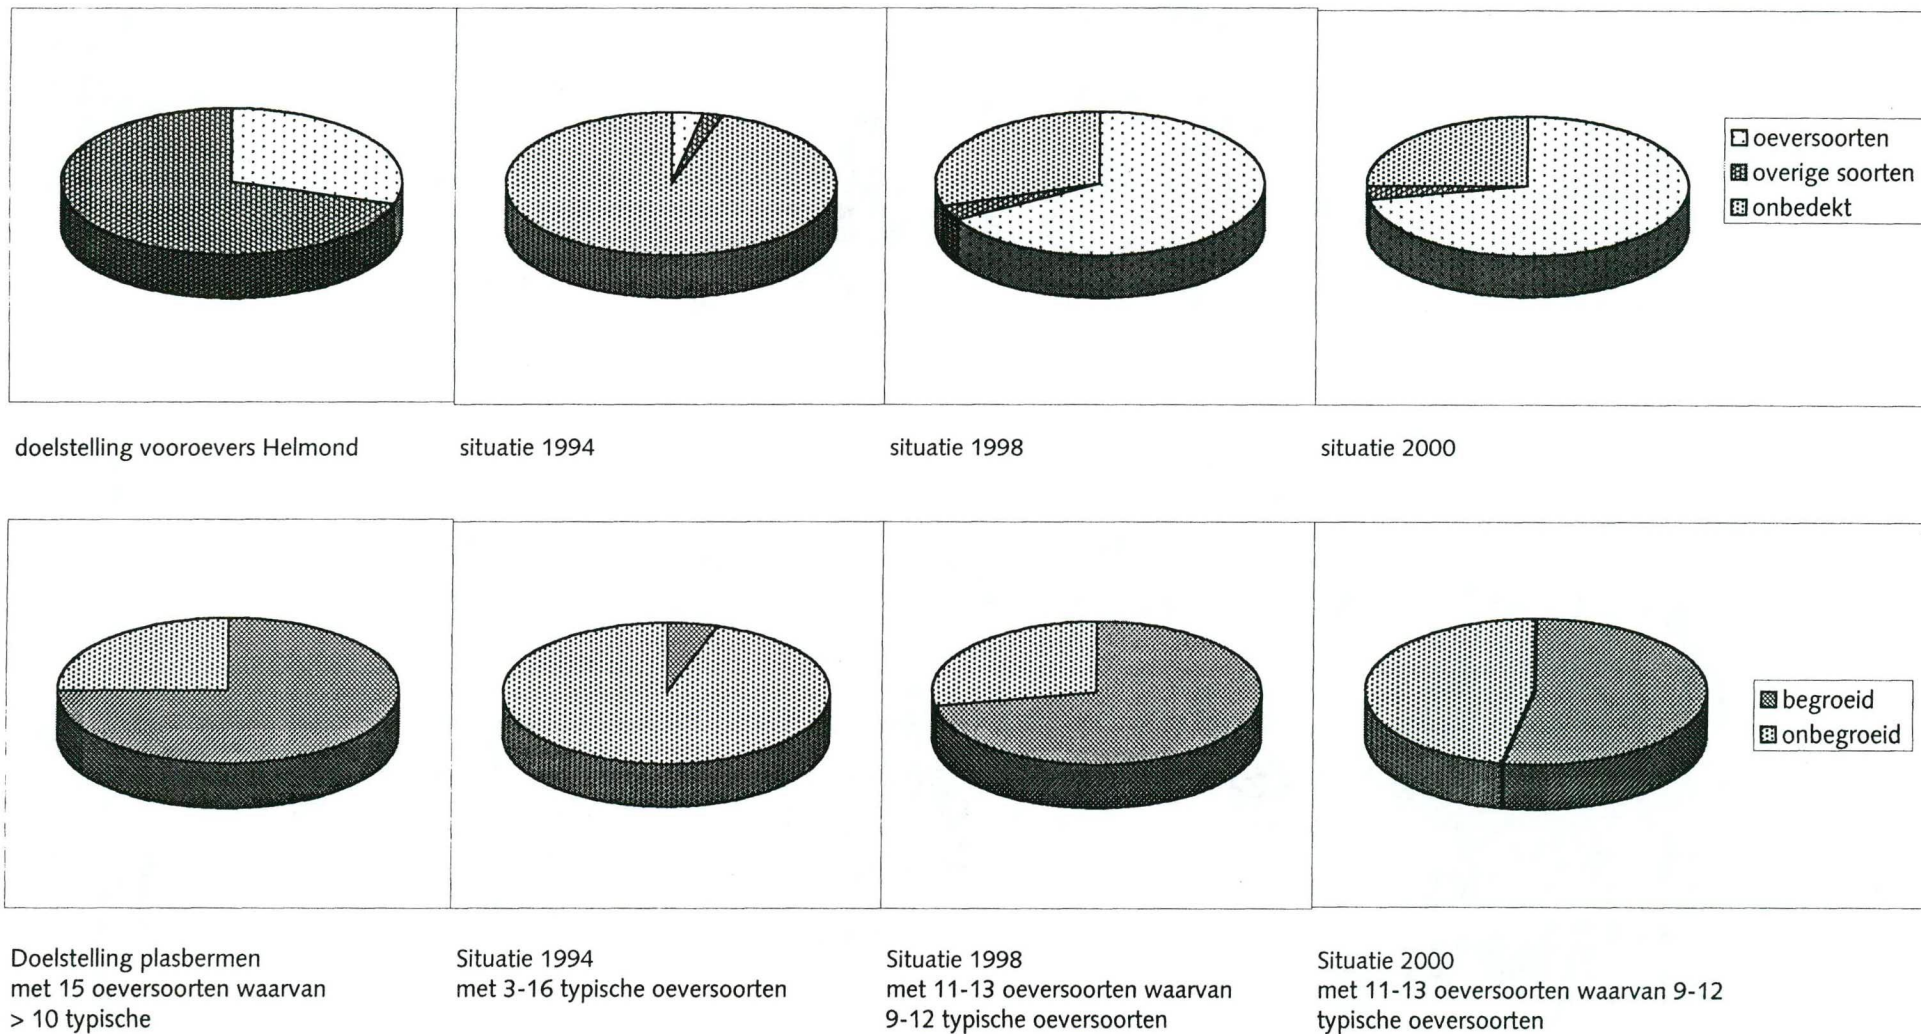 oeversoorten
overige soorten
onbedekt
doelstelling vooroevers Helmond
situatie 1994
situatie 1998
situatie 2000
begroeid
onbegroeid
Doelstelling plasbermen
met 15 oeversoorten waarvan
> 10 typische
Situatie 1994
met 3-16 typische oeversoorten
Situatie 1998
met 11-13 oeversoorten waarvan
9-12 typische oeversoorten
Situatie 2000
met 11-13 oeversoorten waarvan 9-12
typische oeversoorten